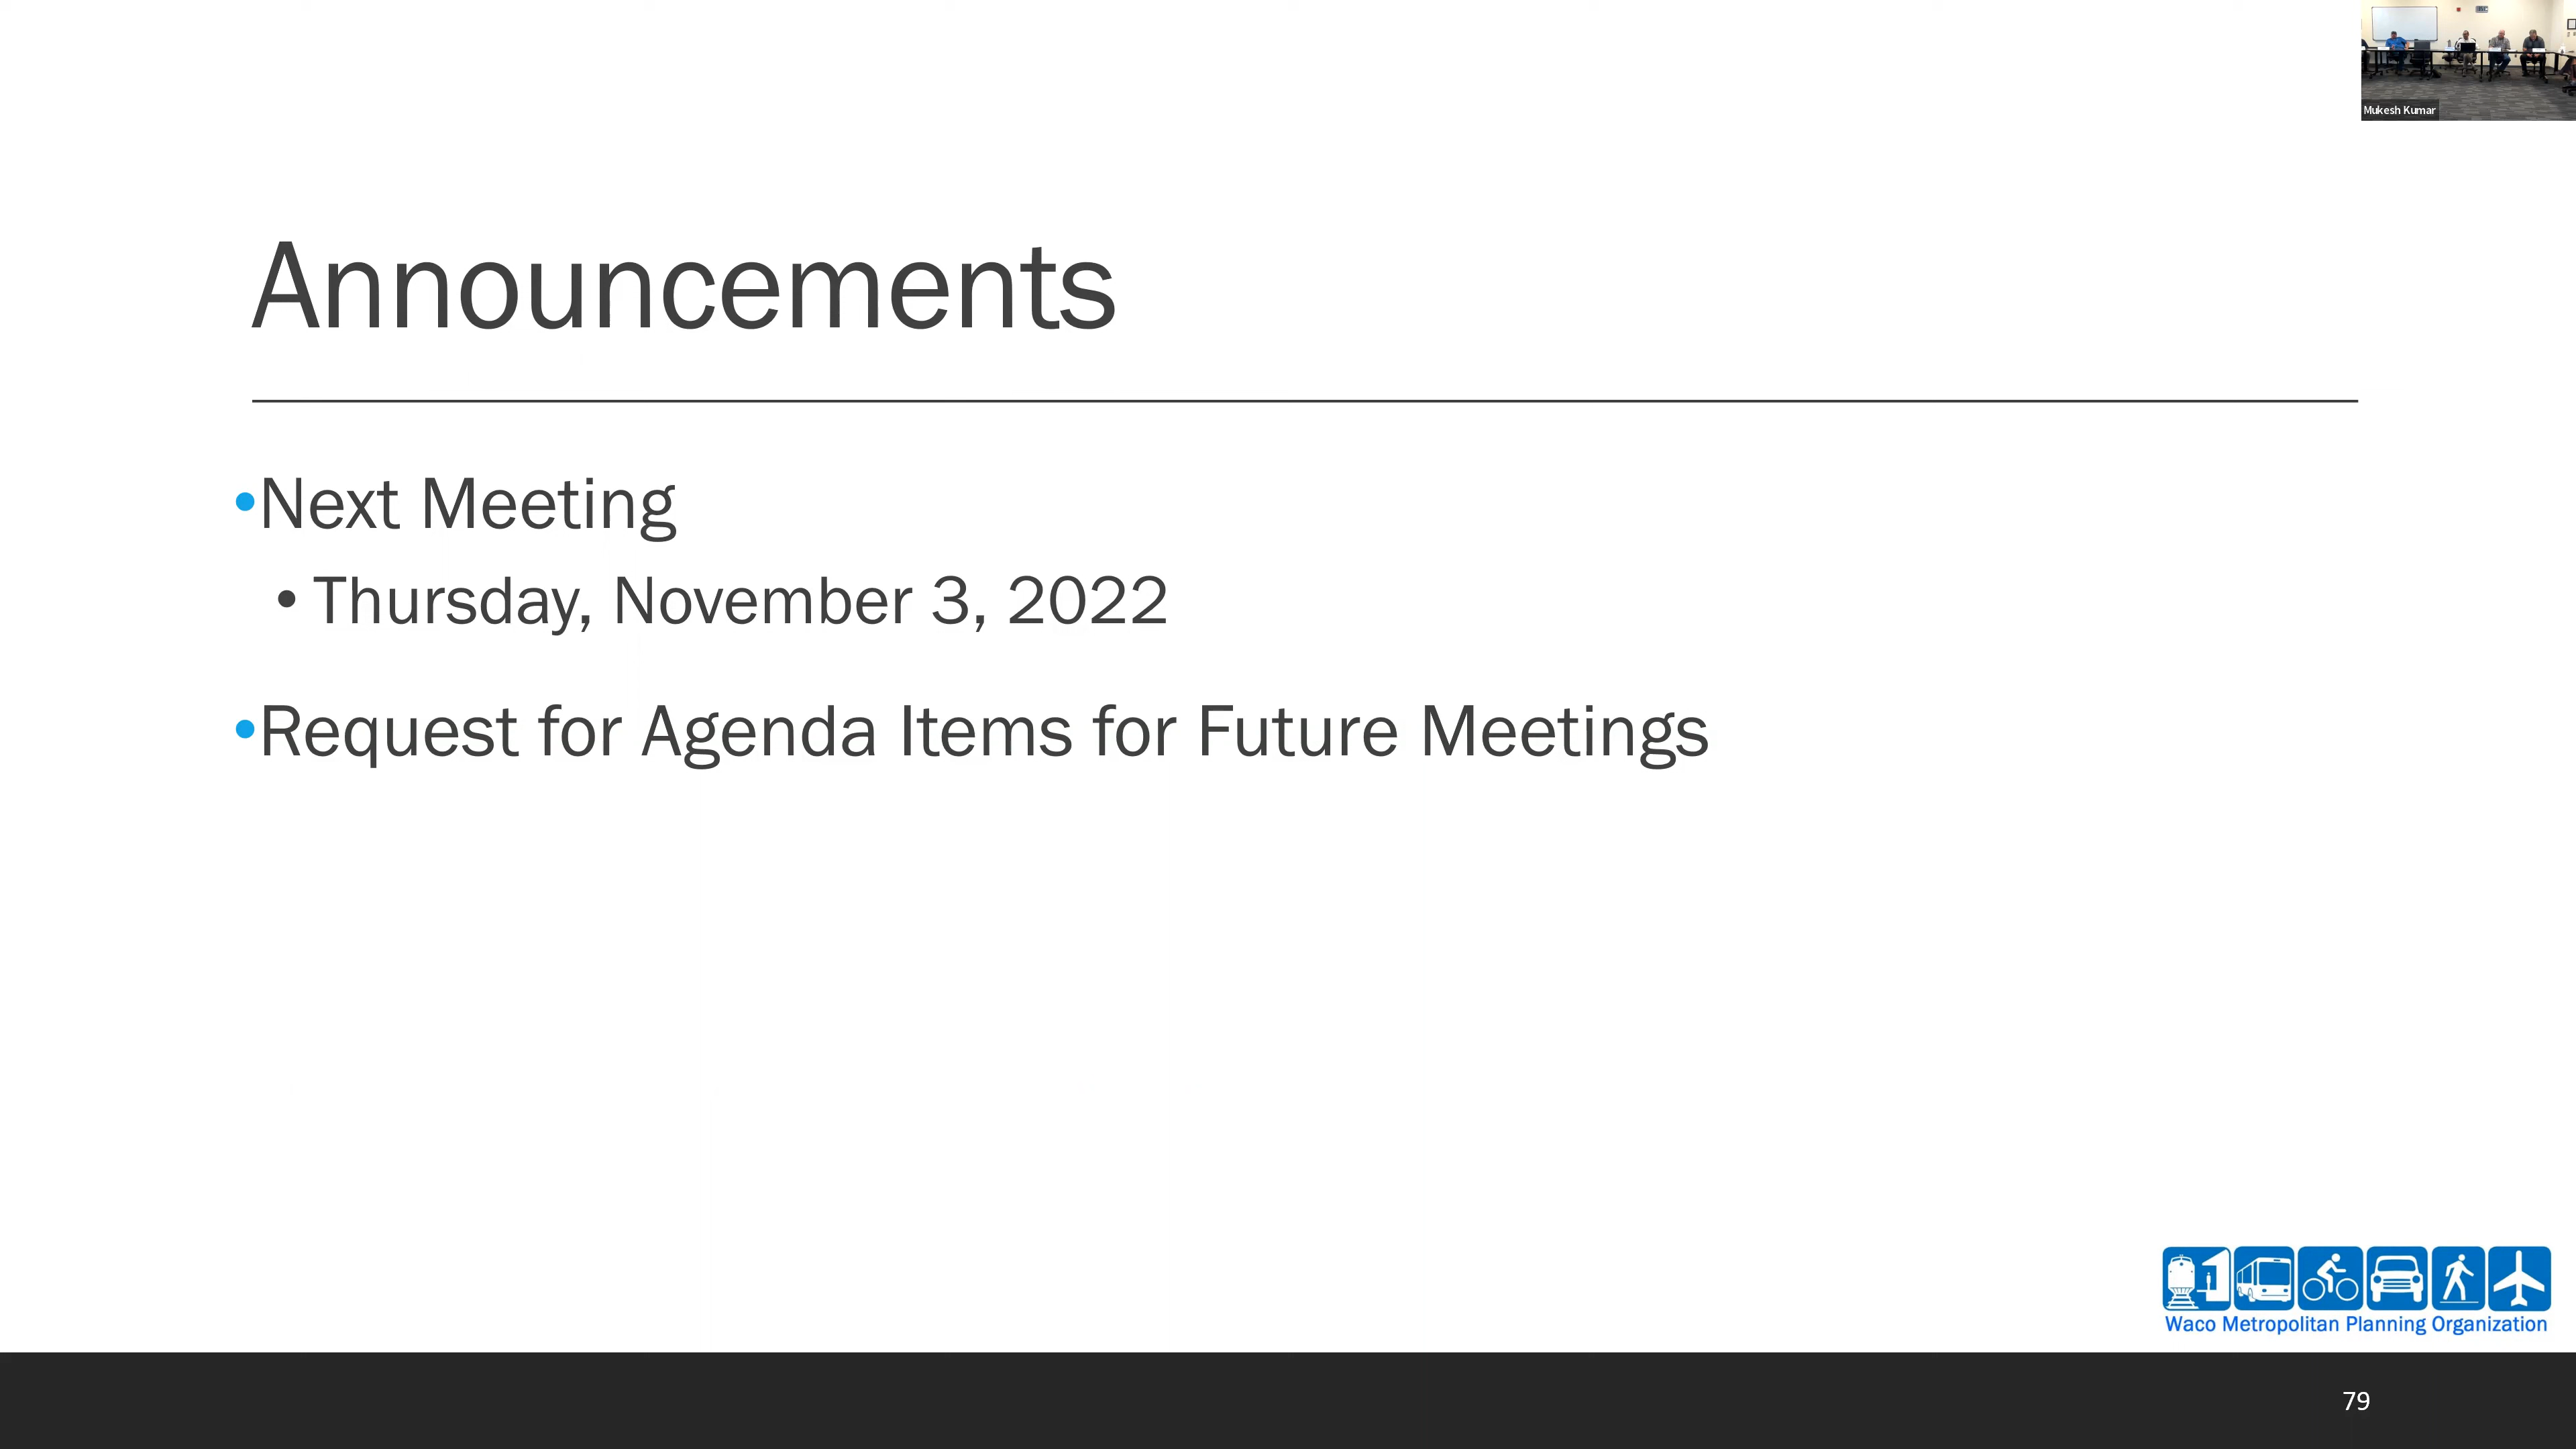 Mukesh Kumar
Announcements
•Next Meeting
• Thursday, November 3, 2022
•Request for Agenda Items for Future Meetings
Waco Metropolitan Planning Organization
79